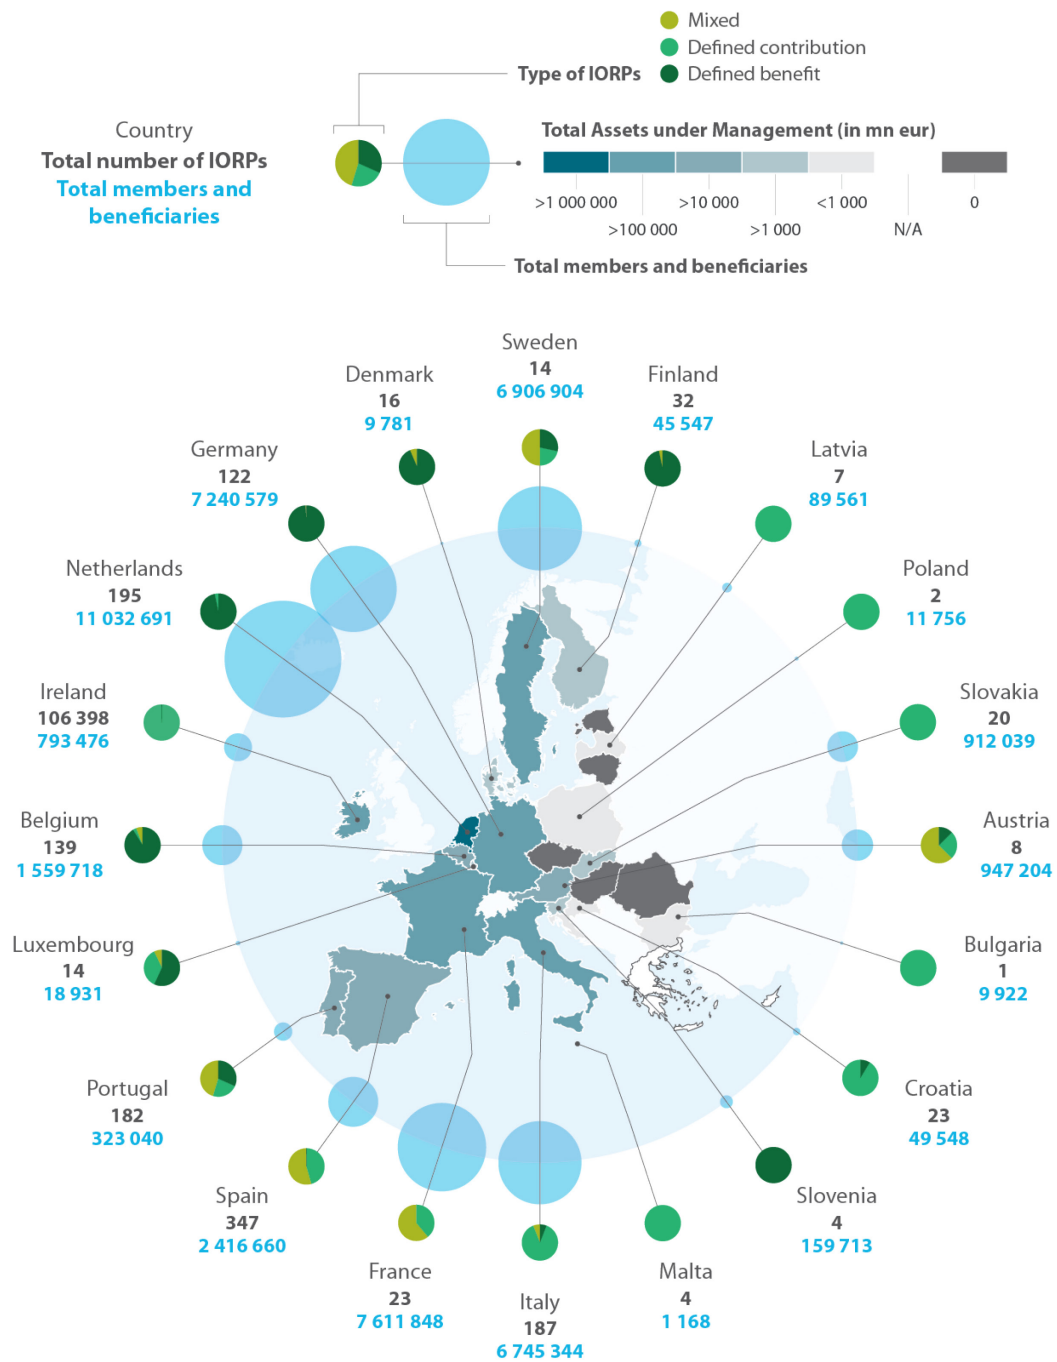 Mixed
Defined contribution
Defined benefit
Type of IORPs
Country
Total number of IORPs
Total members and
beneficiaries
Total Assets under Management (in mn eur)
>1 000 000
>100 000
>10 000
>1 000
<1 000
N/A
0
Total members and beneficiaries
Sweden
14
6 906 904
Denmark
16
9 781
Finland
32
45 547
Germany
122
7 240 579
Latvia
7
89 561
Netherlands
195
11 032 691
Poland
2
11 756
Ireland
106 398
793 476
Slovakia
20
912 039
Belgium
139
1 559 718
Austria
8
947 204
Luxembourg
14
18 931
Bulgaria
1
9 922
Portugal
182
323 040
Croatia
23
49 548
Spain
347
2 416 660
Slovenia
4
159 713
France
23
7 611 848
Italy
187
6 745 344
Malta
4
1 168